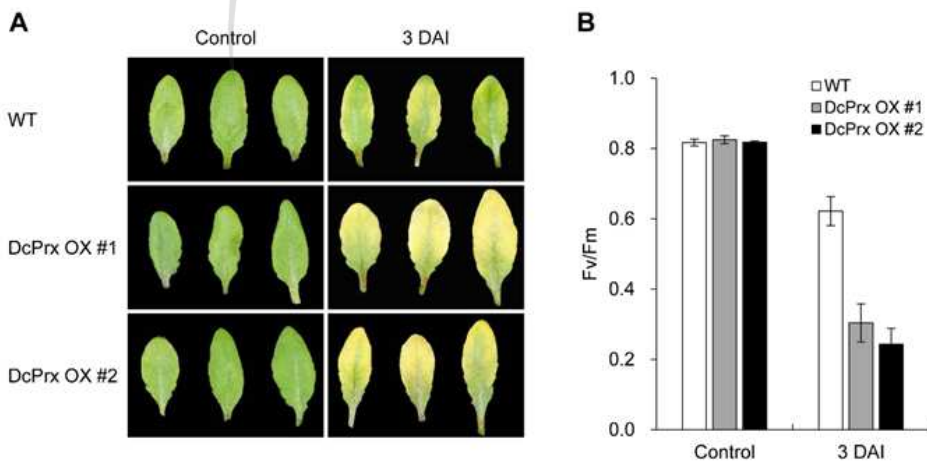 A
Control 3 DAI
WT
DcPrx OX #1
DcPrx OX #2
B
1.0
0.8
0.6
0.4
0.2
0.0
Fv/Fm
WT
DcPrx OX #1
DcPrx OX #2
Control 3 DAI